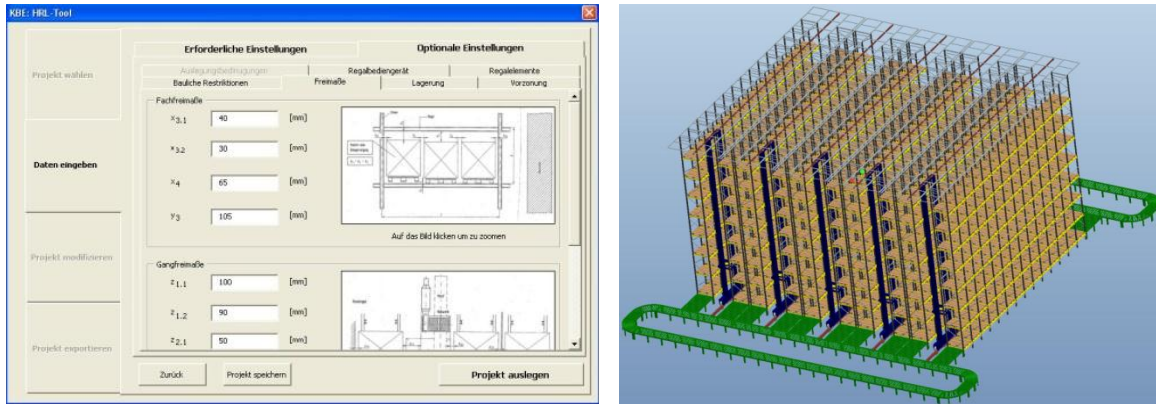 KBE: HRL-Tool
Projekt wählen
Daten eingeben
Projekt modifizieren
Projekt exportieren
Erforderliche Einstellungen
Optionale Einstellungen
Auslegungsbedingungen
Regalbediengerät
Regalelemente
Bauliche Restriktionen
Freimaße
Lagerung
Vorzonung
Fachfreimaße
x3.1 40 [mm]
x3.2 30 [mm]
x4 65 [mm]
y3 105 [mm]
Auf das Bild klicken um zu zoomen
Gangfreimaße
z1.1 100 [mm]
z1.2 90 [mm]
z2.1 50 [mm]
Zurück
Projekt speichern
Projekt auslegen